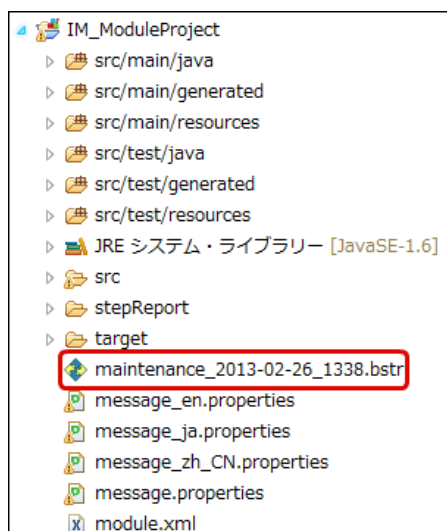 IM_ModuleProject
src/main/java
src/main/generated
src/main/resources
src/test/java
src/test/generated
src/test/resources
JRE システム・ライブラリー [JavaSE-1.6]
src
stepReport
target
maintenance_2013-02-26_1338.bstr
message_en.properties
message_ja.properties
message_zh_CN.properties
message.properties
module.xml